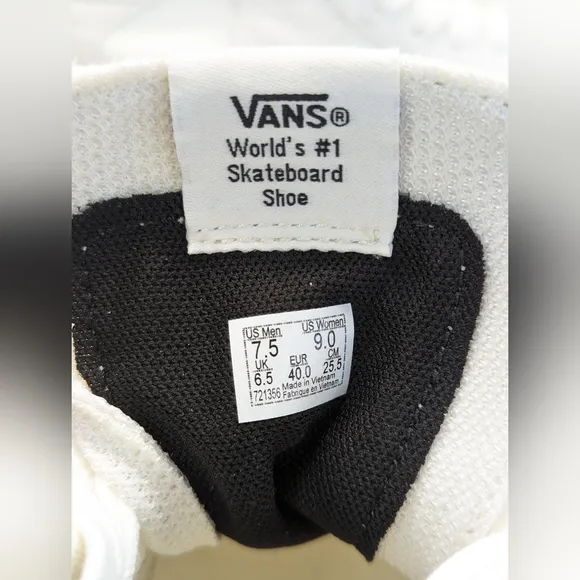 VANS®
World's #1
Skateboard
Shoe
US Men US Women
7.5 9.0
UK EUR CM
6.5 40.0 25.5
Made in Vietnam
721356 Fabriqué en Vietnam